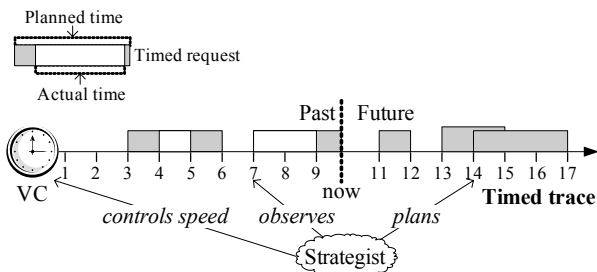 Planned time
Timed request
Actual time
Past Future
1 2 3 4 5 6 7 8 9 now 11 12 13 14 15 16 17
VC
Timed trace
controls speed observes plans
Strategist